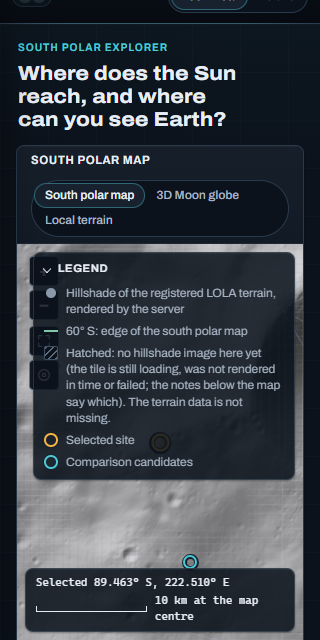 SOUTH POLAR EXPLORER
Where does the Sun
reach, and where
can you see Earth?
SOUTH POLAR MAP
South polar map
3D Moon globe
Local terrain
LEGEND
Hillshade of the registered LOLA terrain,
rendered by the server
60° S: edge of the south polar map
Hatched: no hillshade image here yet
(the tile is still loading, was not rendered
in time or failed; the notes below the map
say which). The terrain data is not
missing.
Selected site
Comparison candidates
Selected 89.463° S, 222.510° E
10 km at the map
centre